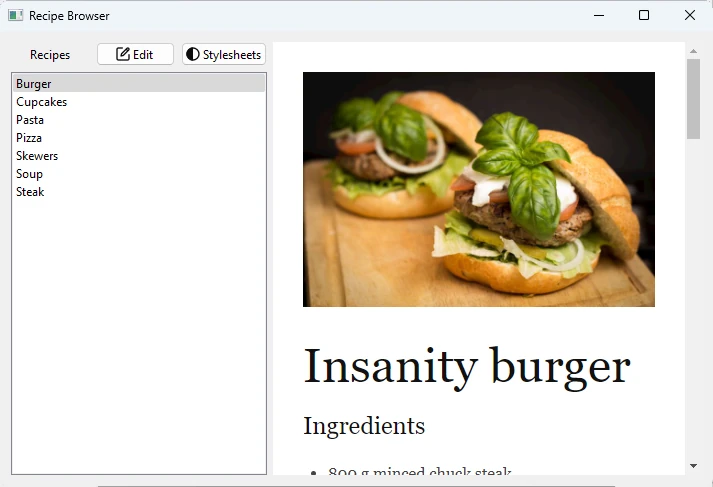 Recipe Browser
Recipes Edit Stylesheets
Burger
Cupcakes
Pasta
Pizza
Skewers
Soup
Steak
Insanity burger
Ingredients
• 800 g minced chuck steak